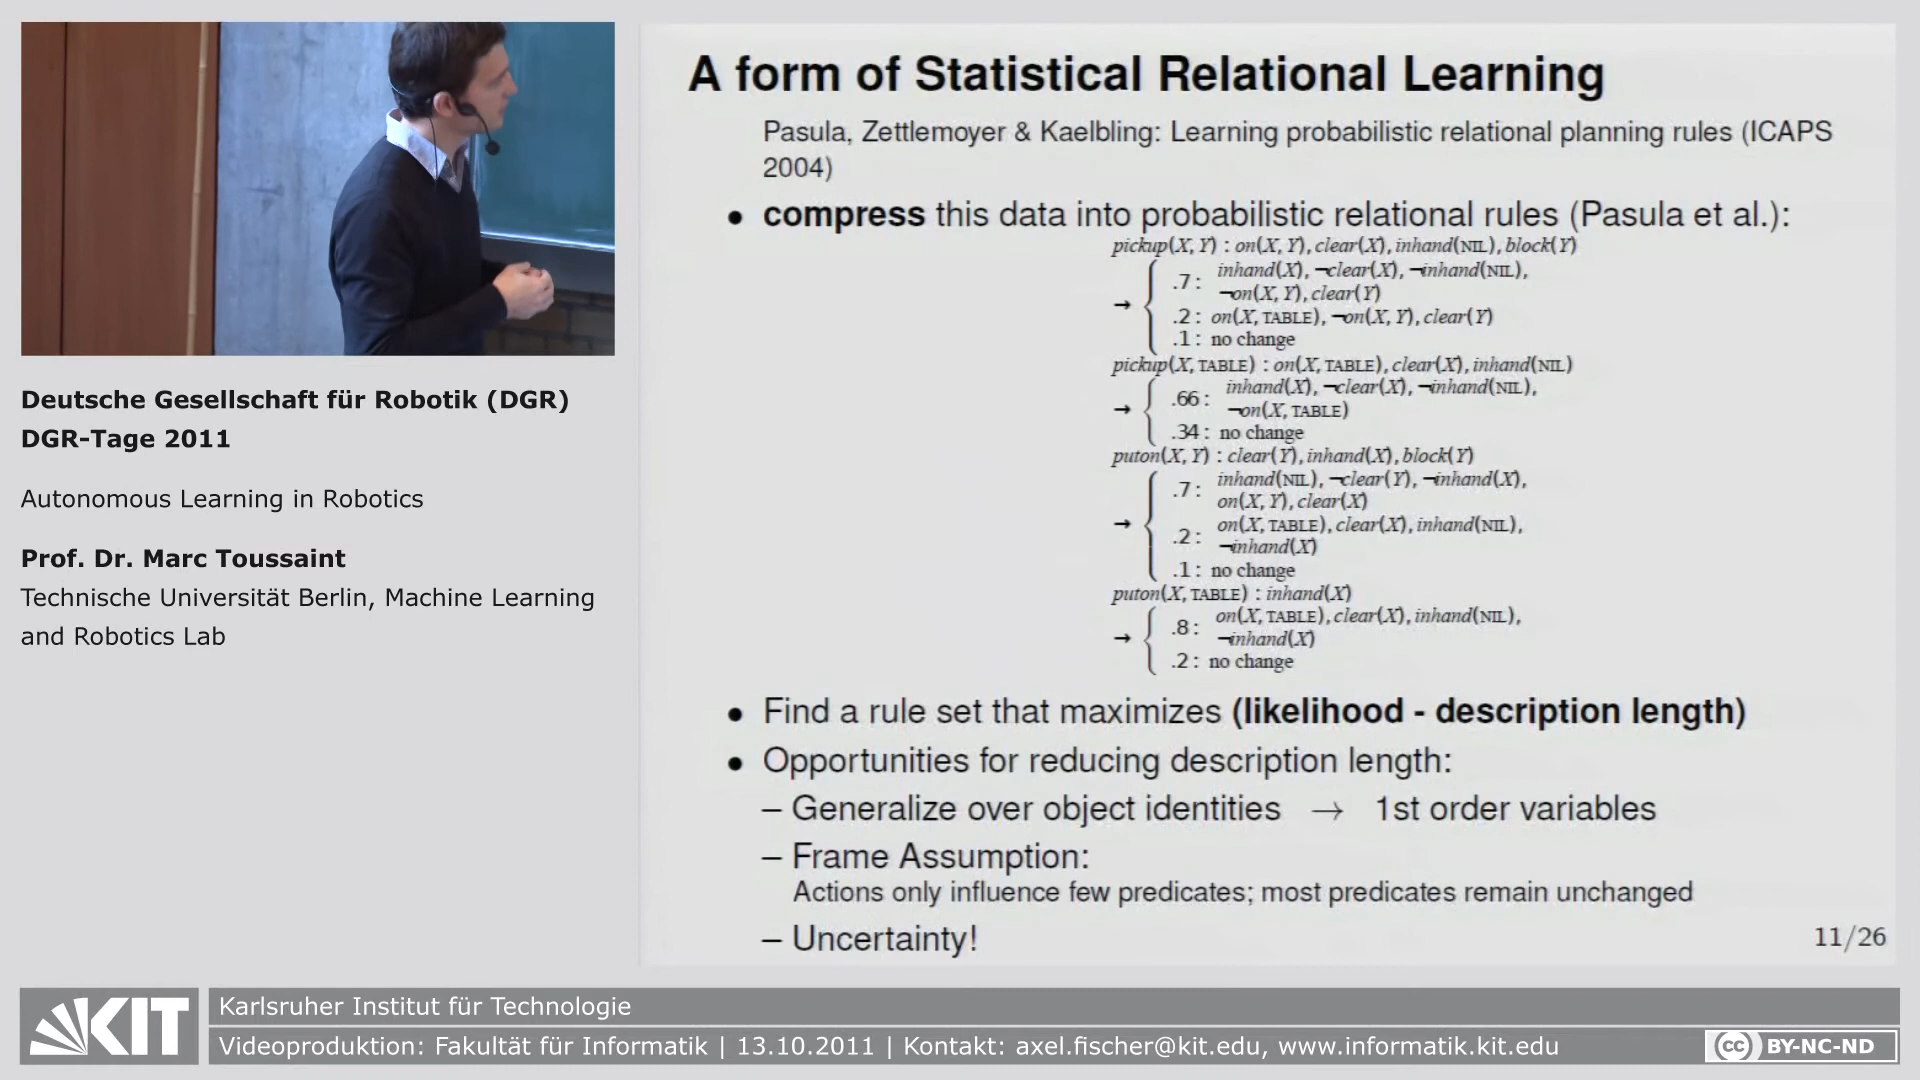 A form of Statistical Relational Learning
Pasula, Zettlemoyer & Kaelbling: Learning probabilistic relational planning rules (ICAPS
2004)
• compress this data into probabilistic relational rules (Pasula et al.):
pickup(X, Y) : on(X, Y), clear(X), inhand(NIL), block(Y)
.7 : inhand(X), ¬clear(X), ¬inhand(NIL),
¬on(X, Y), clear(Y)
→ { .2 : on(X, TABLE), ¬on(X, Y), clear(Y)
.1 : no change
pickup(X, TABLE) : on(X, TABLE), clear(X), inhand(NIL)
.66 : inhand(X), ¬clear(X), ¬inhand(NIL),
→ { ¬on(X, TABLE)
.34 : no change
puton(X, Y) : clear(Y), inhand(X), block(Y)
.7 : inhand(NIL), ¬clear(Y), ¬inhand(X),
on(X, Y), clear(X)
→ { .2 : on(X, TABLE), clear(X), inhand(NIL),
¬inhand(X)
.1 : no change
puton(X, TABLE) : inhand(X)
.8 : on(X, TABLE), clear(X), inhand(NIL),
→ { ¬inhand(X)
.2 : no change
• Find a rule set that maximizes (likelihood - description length)
• Opportunities for reducing description length:
– Generalize over object identities → 1st order variables
– Frame Assumption:
Actions only influence few predicates; most predicates remain unchanged
– Uncertainty!
11/26
Deutsche Gesellschaft für Robotik (DGR)
DGR-Tage 2011
Autonomous Learning in Robotics
Prof. Dr. Marc Toussaint
Technische Universität Berlin, Machine Learning
and Robotics Lab
KIT
Karlsruher Institut für Technologie
Videoproduktion: Fakultät für Informatik | 13.10.2011 | Kontakt: axel.fischer@kit.edu, www.informatik.kit.edu
cc BY-NC-ND